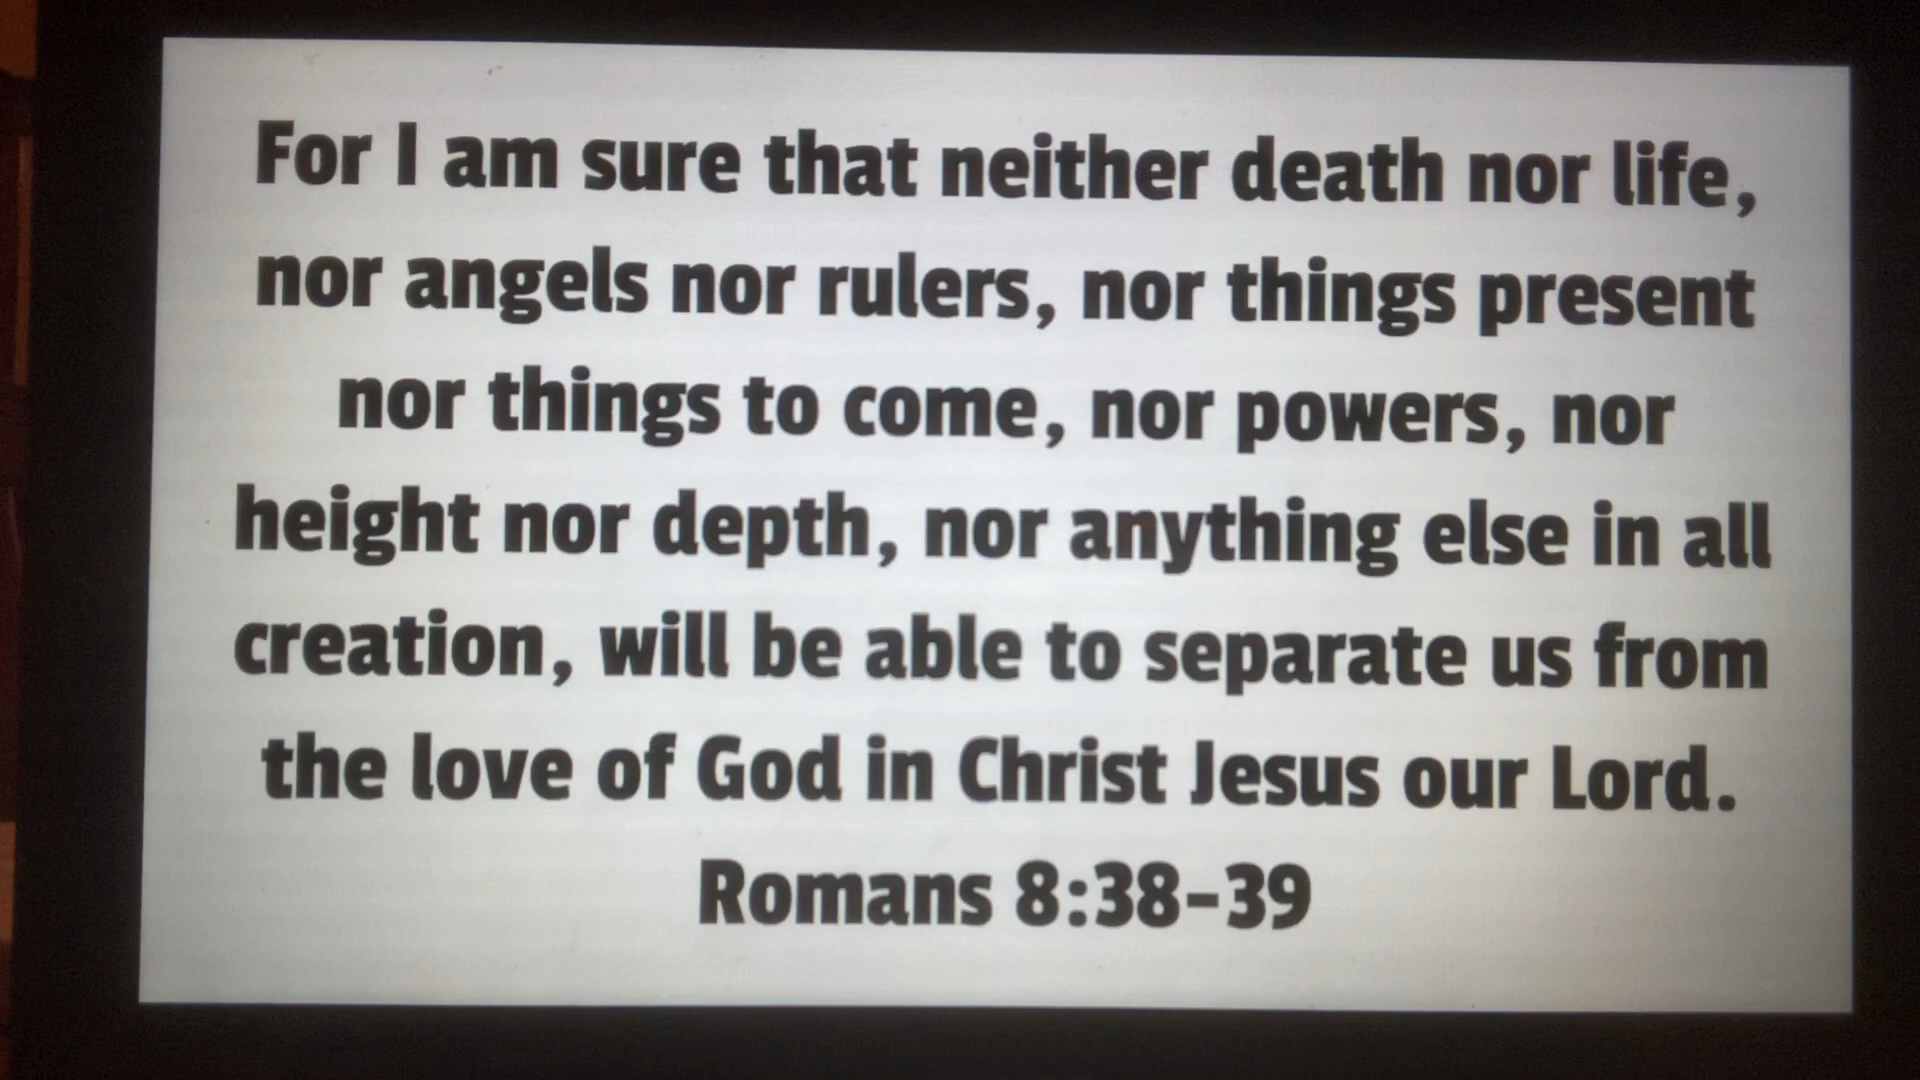 For I am sure that neither death nor life,
nor angels nor rulers, nor things present
nor things to come, nor powers, nor
height nor depth, nor anything else in all
creation, will be able to separate us from
the love of God in Christ Jesus our Lord.
Romans 8:38-39